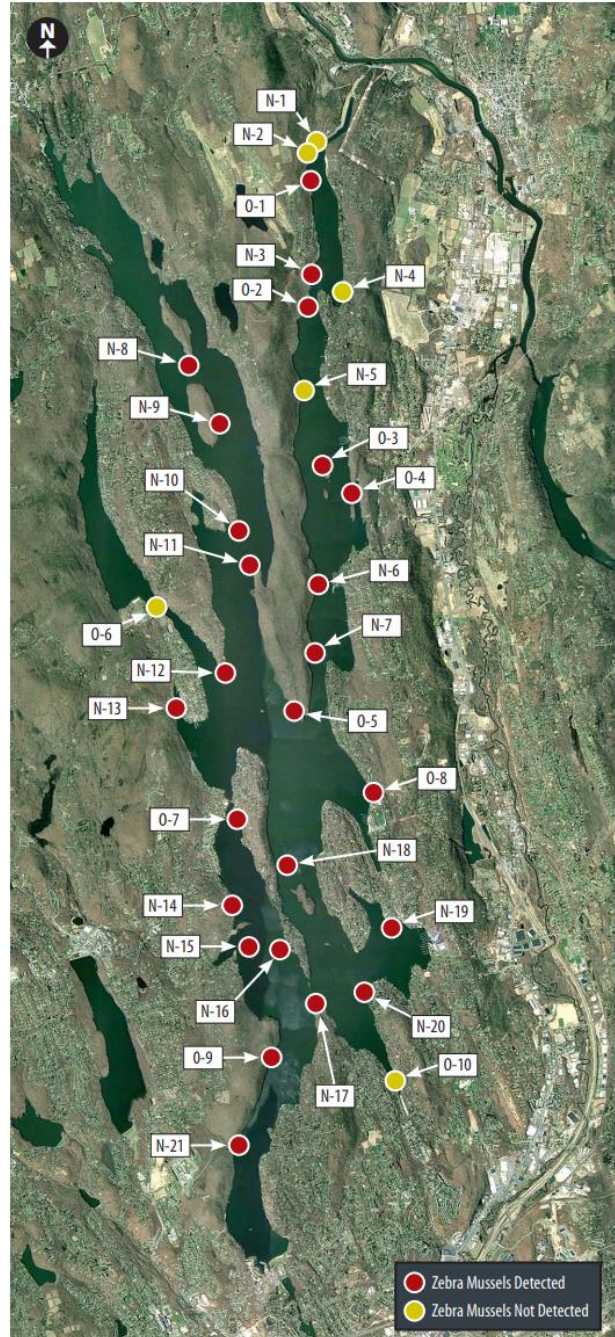 N
N-1
N-2
O-1
N-3
N-4
O-2
N-8
N-5
N-9
O-3
O-4
N-10
N-11
N-6
O-6
N-7
N-12
N-13
O-5
O-8
O-7
N-18
N-14
N-19
N-15
N-16
N-20
O-9
N-17
O-10
N-21
Zebra Mussels Detected
Zebra Mussels Not Detected